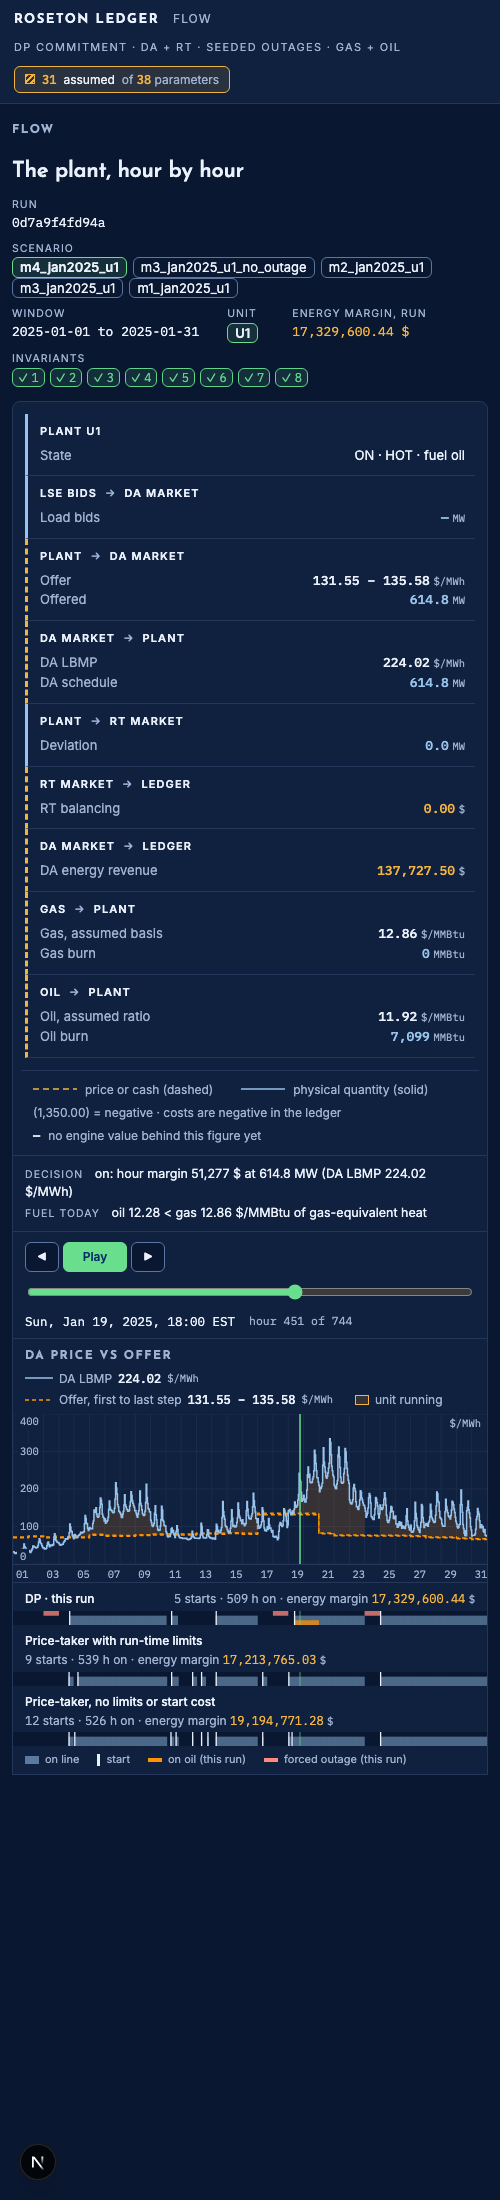 ROSETON LEDGER FLOW
DP COMMITMENT · DA + RT · SEEDED OUTAGES · GAS + OIL
31 assumed of 38 parameters
FLOW
The plant, hour by hour
RUN
0d7a9f4fd94a
SCENARIO
m4_jan2025_u1 m3_jan2025_u1_no_outage m2_jan2025_u1
m3_jan2025_u1 m1_jan2025_u1
WINDOW UNIT ENERGY MARGIN, RUN
2025-01-01 to 2025-01-31 U1 17,329,600.44 $
INVARIANTS
✓ 1 ✓ 2 ✓ 3 ✓ 4 ✓ 5 ✓ 6 ✓ 7 ✓ 8
PLANT U1
State ON · HOT · fuel oil
LSE BIDS → DA MARKET
Load bids — MW
PLANT → DA MARKET
Offer 131.55 – 135.58 $/MWh
Offered 614.8 MW
DA MARKET → PLANT
DA LBMP 224.02 $/MWh
DA schedule 614.8 MW
PLANT → RT MARKET
Deviation 0.0 MW
RT MARKET → LEDGER
RT balancing 0.00 $
DA MARKET → LEDGER
DA energy revenue 137,727.50 $
GAS → PLANT
Gas, assumed basis 12.86 $/MMBtu
Gas burn 0 MMBtu
OIL → PLANT
Oil, assumed ratio 11.92 $/MMBtu
Oil burn 7,099 MMBtu
price or cash (dashed) physical quantity (solid)
(1,350.00) = negative · costs are negative in the ledger
— no engine value behind this figure yet
DECISION on: hour margin 51,277 $ at 614.8 MW (DA LBMP 224.02
$/MWh)
FUEL TODAY oil 12.28 < gas 12.86 $/MMBtu of gas-equivalent heat
◀ Play ▶
Sun, Jan 19, 2025, 18:00 EST hour 451 of 744
DA PRICE VS OFFER
DA LBMP 224.02 $/MWh
Offer, first to last step 131.55 – 135.58 $/MWh unit running
400 $/MWh
300
200
100
0
01 03 05 07 09 11 13 15 17 19 21 23 25 27 29 31
DP · this run 5 starts · 509 h on · energy margin 17,329,600.44 $
Price-taker with run-time limits
9 starts · 539 h on · energy margin 17,213,765.03 $
Price-taker, no limits or start cost
12 starts · 526 h on · energy margin 19,194,771.28 $
on line start on oil (this run) forced outage (this run)
N